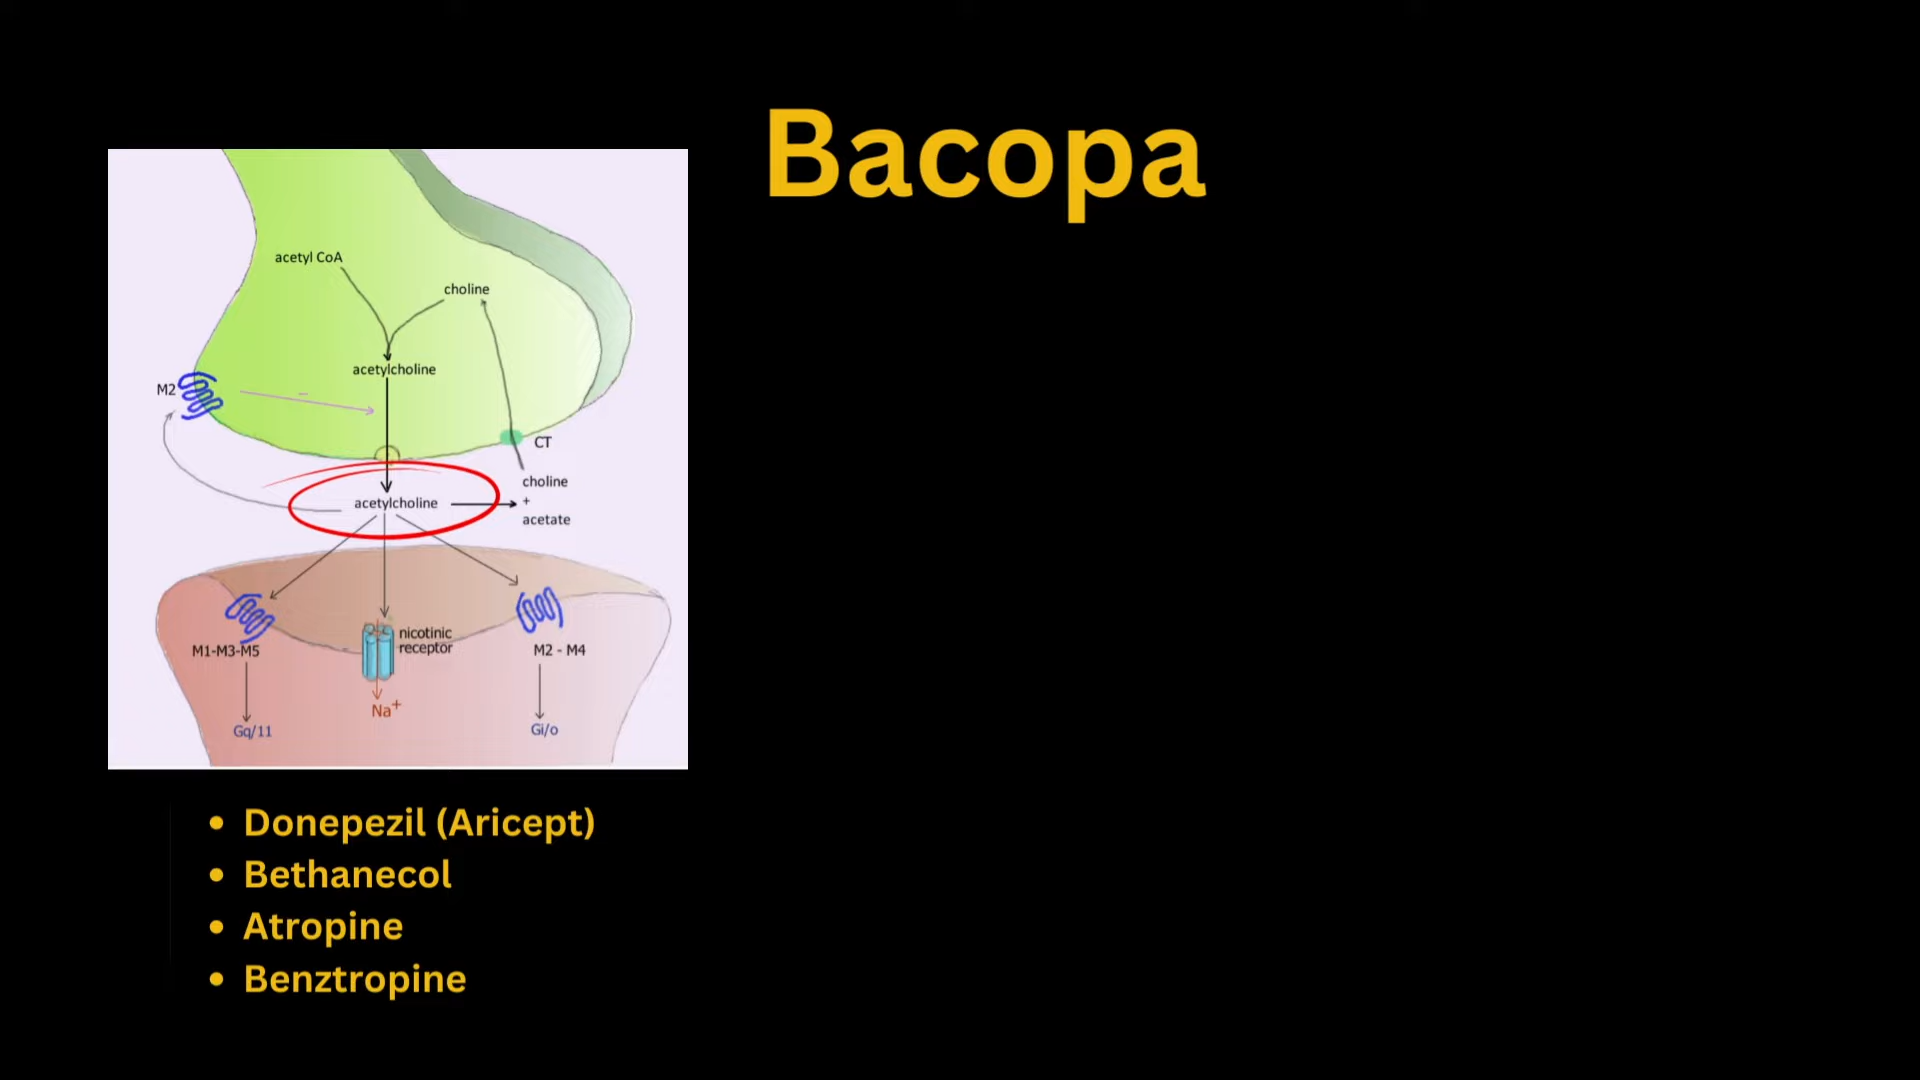 Bacopa
acetyl CoA
choline
acetylcholine
M2
CT
choline
+
acetate
acetylcholine
nicotinic
receptor
M1-M3-M5
M2 - M4
Na+
Gq/11
Gi/o
• Donepezil (Aricept)
• Bethanecol
• Atropine
• Benztropine